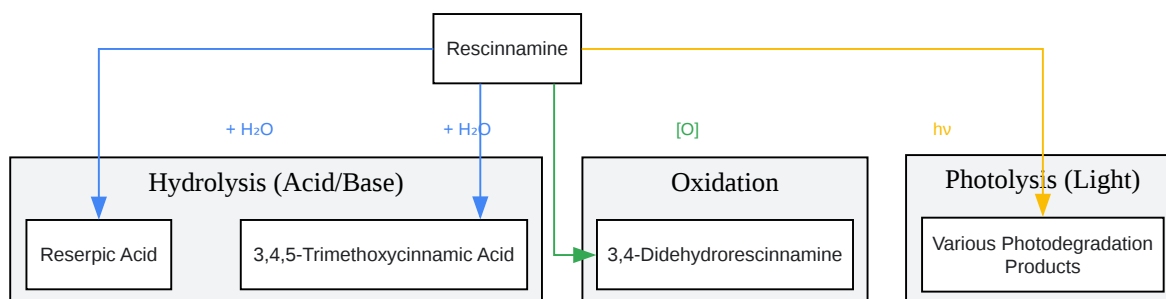 Rescinnamine
+ H₂O
+ H₂O
[O]
hν
Hydrolysis (Acid/Base)
Oxidation
Photolysis (Light)
Reserpic Acid
3,4,5-Trimethoxycinnamic Acid
3,4-Didehydrorescinnamine
Various Photodegradation
Products